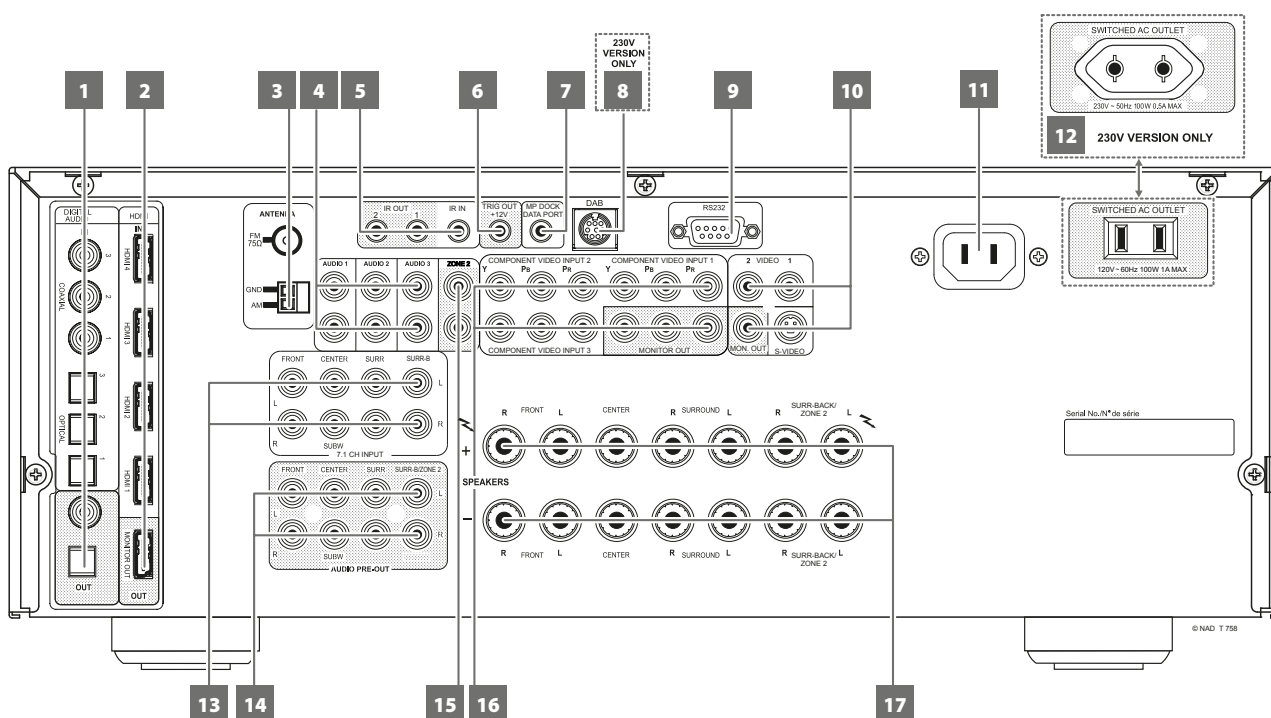 SWITCHED AC OUTLET
230V ~ 50Hz 100W 0.5A MAX
12 230V VERSION ONLY
230V
VERSION
ONLY
1 2 3 4 5 6 7 8 9 10 11
DIGITAL
AUDIO
IN
3
COAXIAL
2
1
3
OPTICAL
2
1
OUT
HDMI
IN
HDMI 4
HDMI 3
HDMI 2
HDMI 1
MONITOR OUT
OUT
ANTENNA
FM
75Ω
GND
AM
IR OUT
2 1
IR IN
TRIG OUT
+12V
MP DOCK
DATA PORT
DAB
RS232
SWITCHED AC OUTLET
120V~ 60Hz 100W 1A MAX
AUDIO 1 AUDIO 2 AUDIO 3 ZONE 2
COMPONENT VIDEO INPUT 2 COMPONENT VIDEO INPUT 1
Y PB PR Y PB PR
2 VIDEO 1
COMPONENT VIDEO INPUT 3 MONITOR OUT
MON. OUT S-VIDEO
FRONT CENTER SURR SURR-B
L L
R SUBW R
7.1 CH INPUT
FRONT CENTER SURR SURR-B/ZONE 2
L L
R SUBW R
AUDIO PRE-OUT
R FRONT L CENTER R SURROUND L R SURR-BACK/ L
ZONE 2
+
SPEAKERS
–
R FRONT L CENTER R SURROUND L R SURR-BACK/ L
ZONE 2
Serial No./N° de série
© NAD T 758
13 14 15 16 17